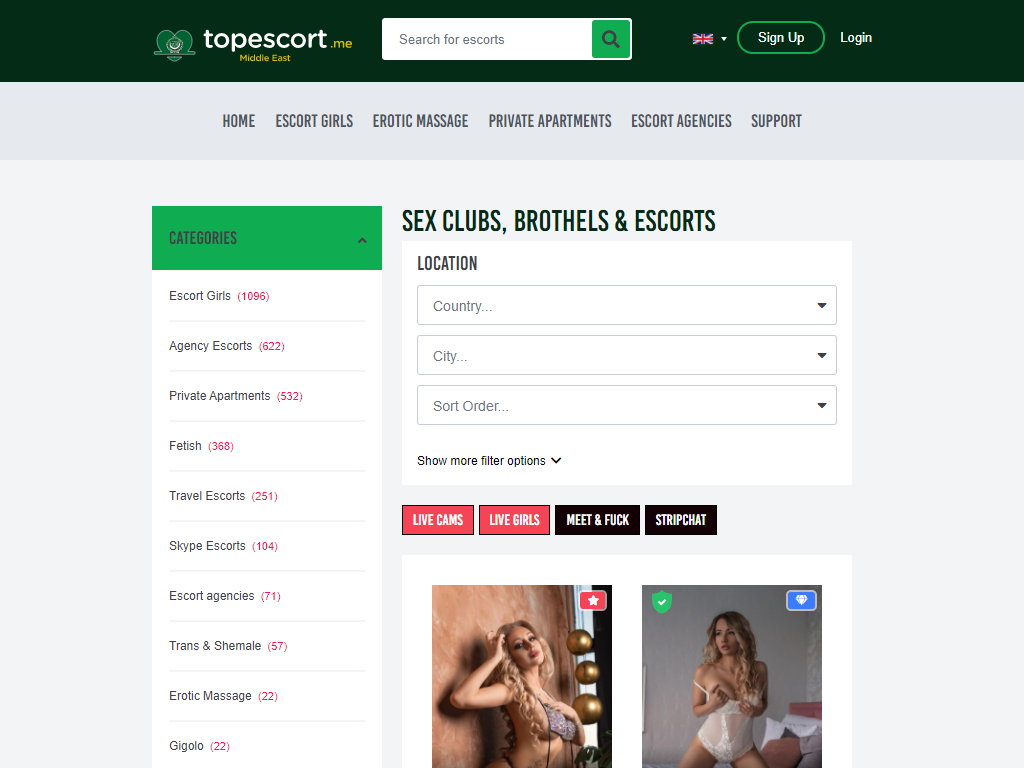 topescort.me
Middle East
Search for escorts
Sign Up
Login
HOME
ESCORT GIRLS
EROTIC MASSAGE
PRIVATE APARTMENTS
ESCORT AGENCIES
SUPPORT
CATEGORIES
Escort Girls (1096)
Agency Escorts (622)
Private Apartments (532)
Fetish (368)
Travel Escorts (251)
Skype Escorts (104)
Escort agencies (71)
Trans & Shemale (57)
Erotic Massage (22)
Gigolo (22)
SEX CLUBS, BROTHELS & ESCORTS
LOCATION
Country...
City...
Sort Order...
Show more filter options
LIVE CAMS
LIVE GIRLS
MEET & FUCK
STRIPCHAT